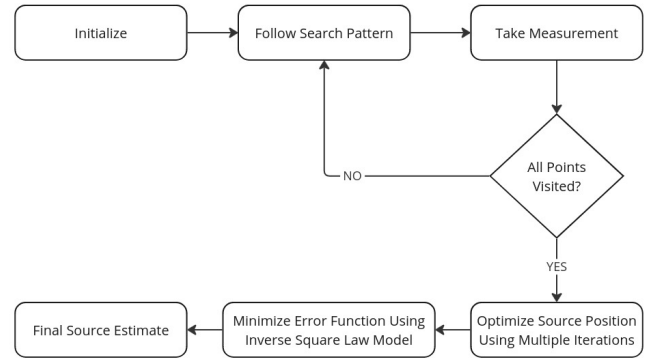 Initialize
Follow Search Pattern
Take Measurement
All Points
Visited?
NO
YES
Optimize Source Position
Using Multiple Iterations
Minimize Error Function Using
Inverse Square Law Model
Final Source Estimate